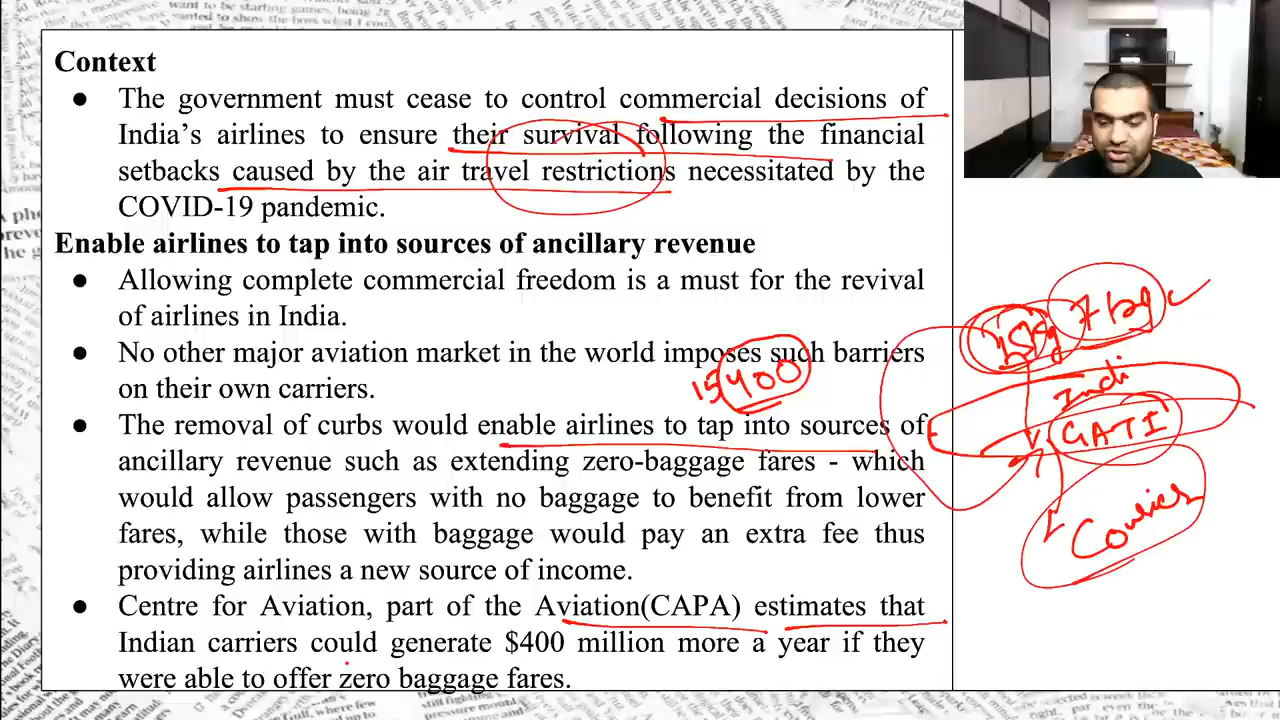 Context
● The government must cease to control commercial decisions of
India's airlines to ensure their survival following the financial
setbacks caused by the air travel restrictions necessitated by the
COVID-19 pandemic.
Enable airlines to tap into sources of ancillary revenue
● Allowing complete commercial freedom is a must for the revival
of airlines in India.
● No other major aviation market in the world imposes such barriers
on their own carriers.
15400
● The removal of curbs would enable airlines to tap into sources of
ancillary revenue such as extending zero-baggage fares - which
would allow passengers with no baggage to benefit from lower
fares, while those with baggage would pay an extra fee thus
providing airlines a new source of income.
● Centre for Aviation, part of the Aviation(CAPA) estimates that
Indian carriers could generate $400 million more a year if they
were able to offer zero baggage fares.
15kg 7kg
Indi
GATI
Courier